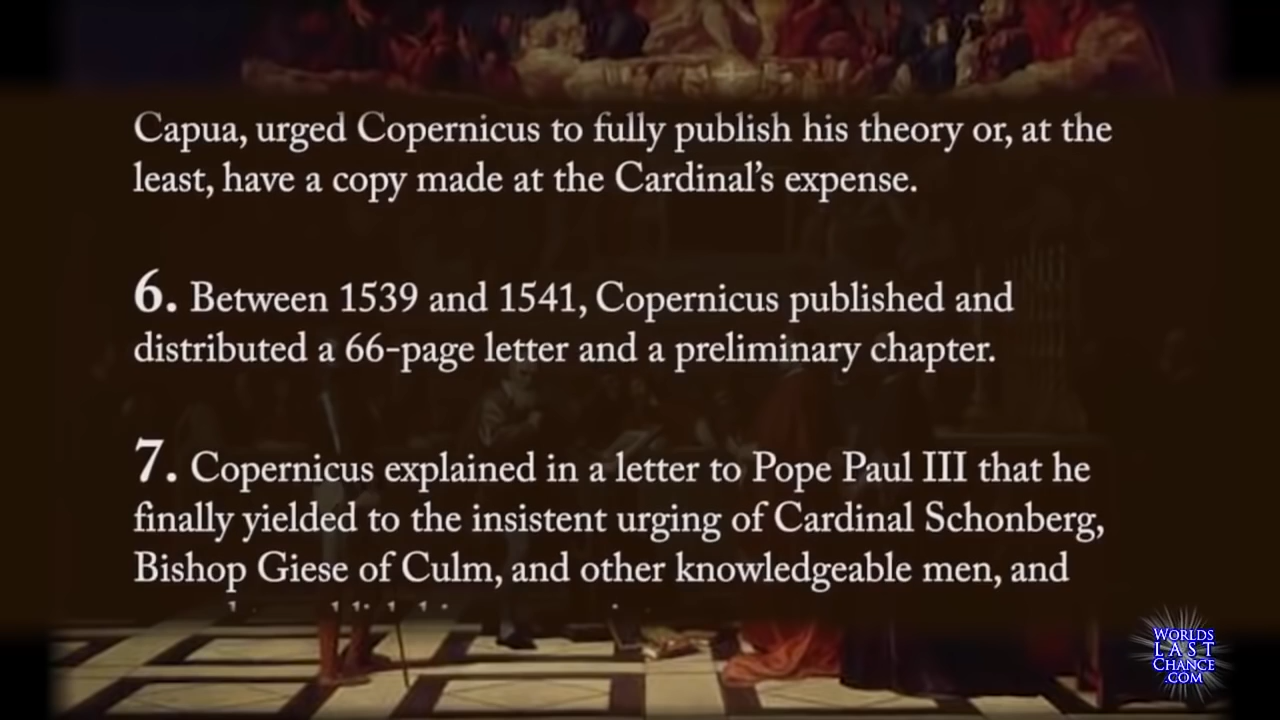 Capua, urged Copernicus to fully publish his theory or, at the
least, have a copy made at the Cardinal's expense.
6. Between 1539 and 1541, Copernicus published and
distributed a 66-page letter and a preliminary chapter.
7. Copernicus explained in a letter to Pope Paul III that he
finally yielded to the insistent urging of Cardinal Schonberg,
Bishop Giese of Culm, and other knowledgeable men, and
WORLDS
LAST
CHANCE
.COM